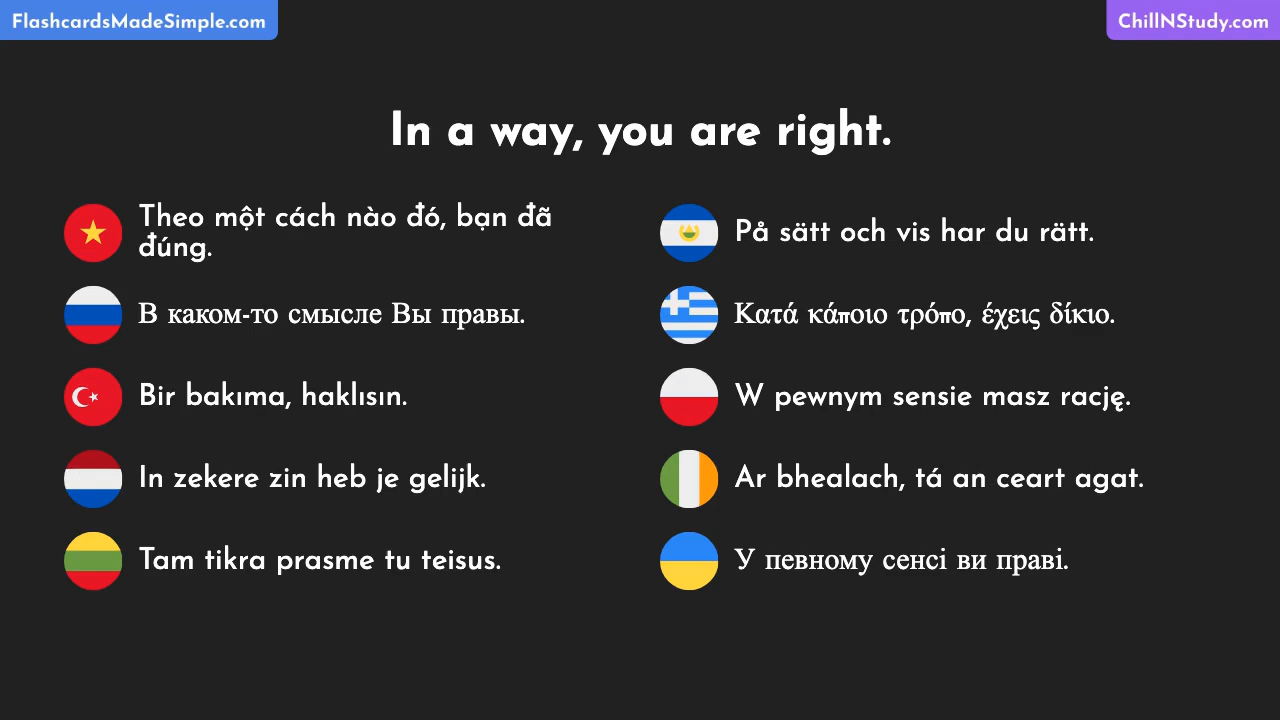 FlashcardsMadeSimple.com
ChillNStudy.com
In a way, you are right.
Theo một cách nào đó, bạn đã
đúng.
På sätt och vis har du rätt.
В каком-то смысле Вы правы.
Κατά κάποιο τρόπο, έχεις δίκιο.
Bir bakıma, haklısın.
W pewnym sensie masz rację.
In zekere zin heb je gelijk.
Ar bhealach, tá an ceart agat.
Tam tikra prasme tu teisus.
У певному сенсі ви праві.